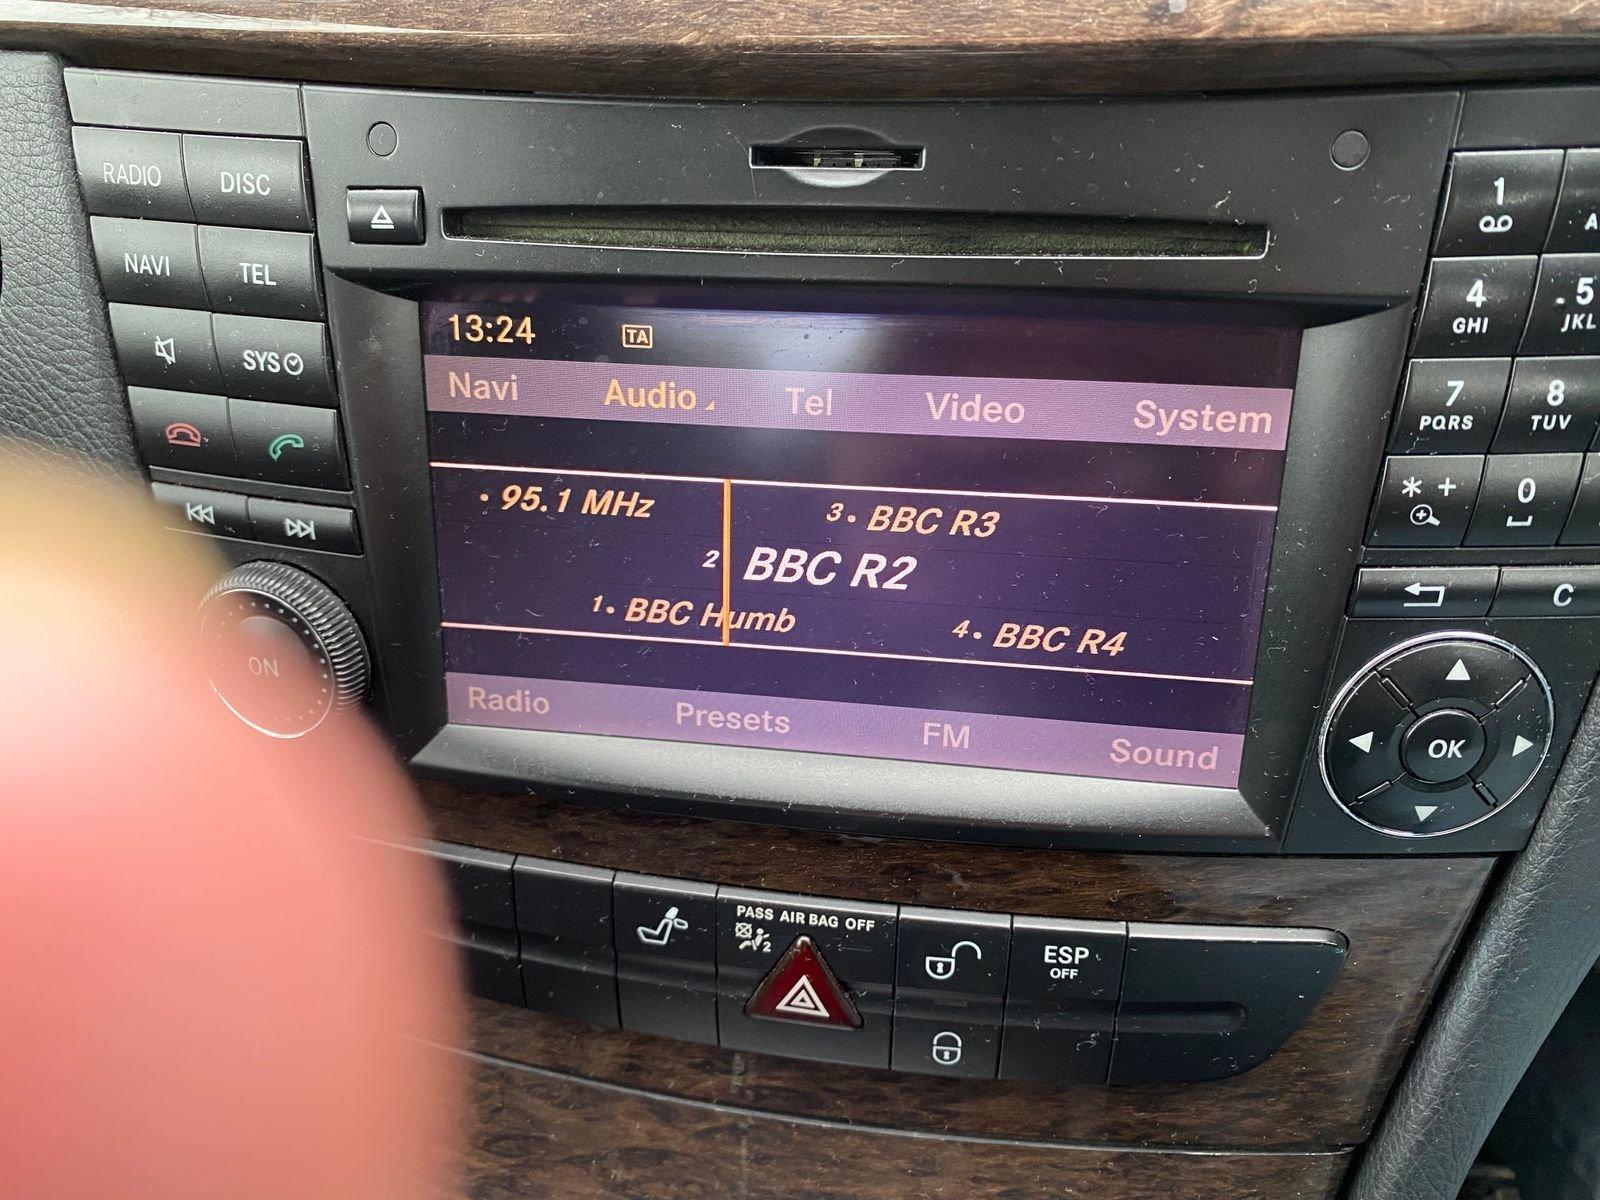 RADIO DISC
NAVI TEL
SYS
ON
13:24 TA
Navi Audio Tel Video System
• 95.1 MHz 3 • BBC R3
2 BBC R2
1 • BBC Humb 4 • BBC R4
Radio Presets FM Sound
1
4 5
GHI JKL
7 8
PQRS TUV
* + 0
C
OK
PASS AIR BAG OFF
2
ESP
OFF